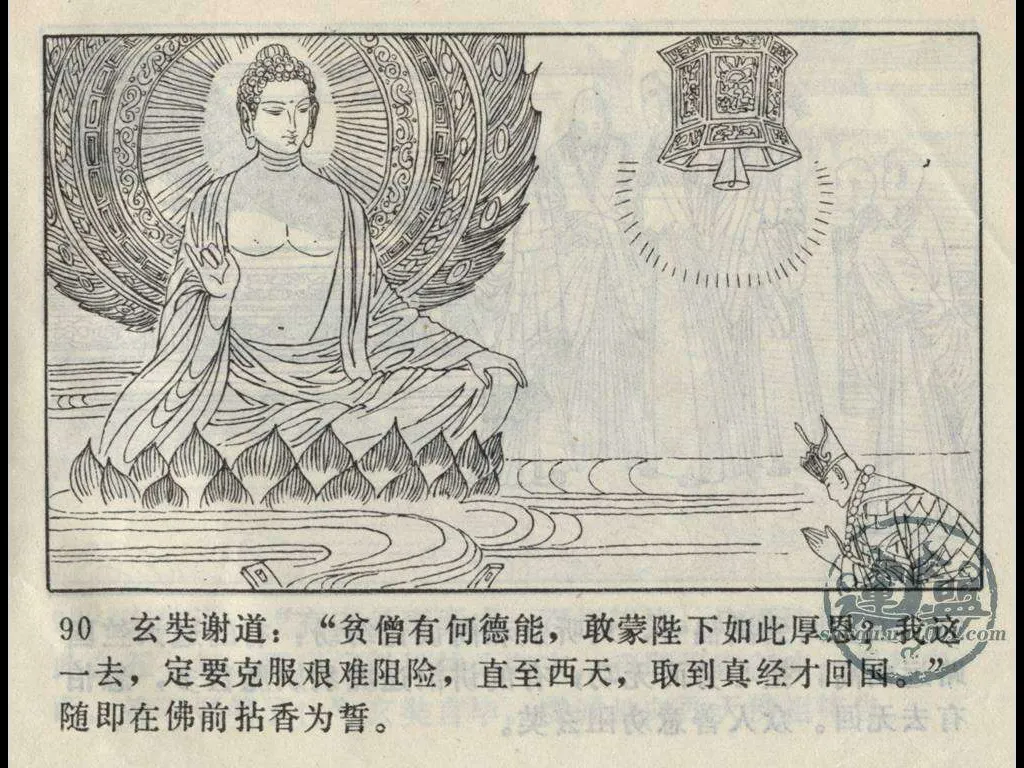 90 玄奘谢道：“贫僧有何德能，敢蒙陛下如此厚恩？我这
一去，定要克服艰难阻险，直至西天，取到真经才回国。”
随即在佛前拈香为誓。